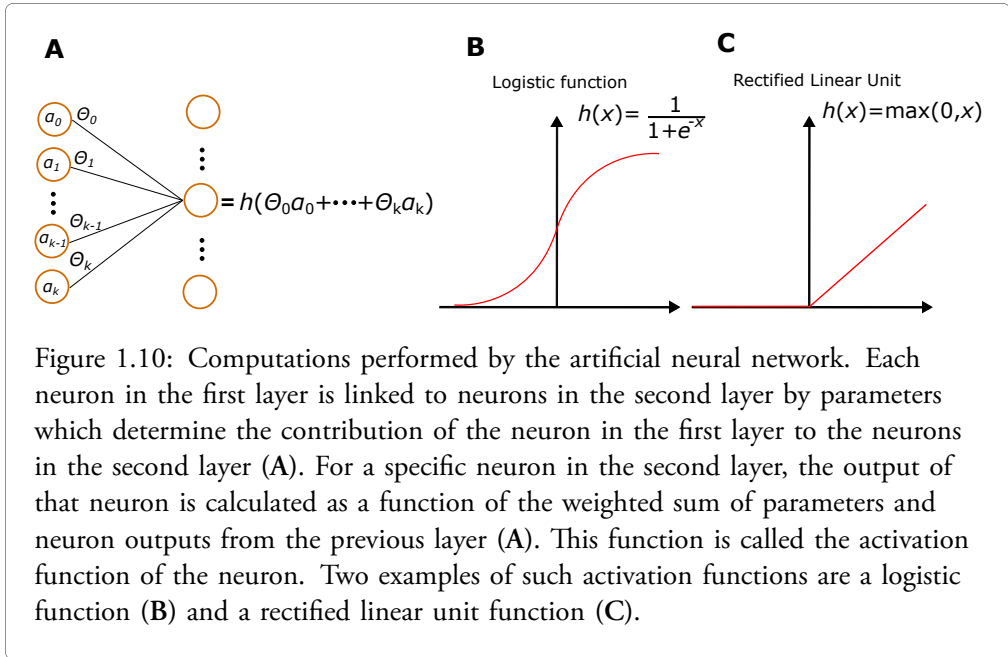 A
B
C
Logistic function
Rectified Linear Unit
h(x)= 1/1+e^-x
h(x)=max(0,x)
a₀ Θ₀
a₁ Θ₁
aₖ₋₁ Θₖ₋₁
aₖ Θₖ
=h(Θ₀a₀+•••+Θₖaₖ)
Figure 1.10: Computations performed by the artificial neural network. Each
neuron in the first layer is linked to neurons in the second layer by parameters
which determine the contribution of the neuron in the first layer to the neurons
in the second layer (A). For a specific neuron in the second layer, the output of
that neuron is calculated as a function of the weighted sum of parameters and
neuron outputs from the previous layer (A). This function is called the activation
function of the neuron. Two examples of such activation functions are a logistic
function (B) and a rectified linear unit function (C).